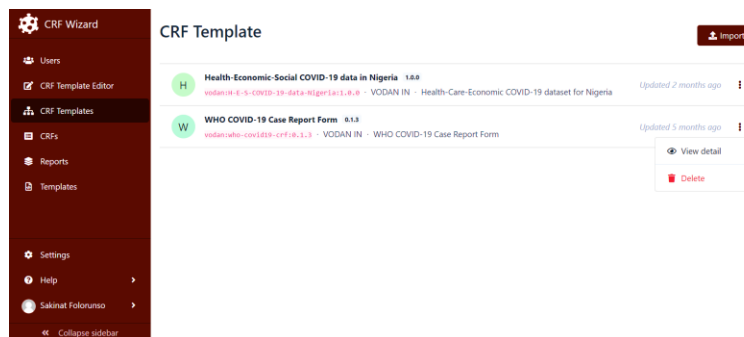 CRF Wizard
Users
CRF Template Editor
CRF Templates
CRFs
Reports
Templates
Settings
Help
Sakinat Folorunso
Collapse sidebar
CRF Template
Import
H
Health-Economic-Social COVID-19 data in Nigeria 1.0.0
Updated 2 months ago
vodan:H-E-S-COVID-19-data-Nigeria:1.0.0 · VODAN IN · Health-Care-Economic COVID-19 dataset for Nigeria
W
WHO COVID-19 Case Report Form 0.1.3
Updated 5 months ago
vodan:who-covid19-crf:0.1.3 · VODAN IN · WHO COVID-19 Case Report Form
View detail
Delete